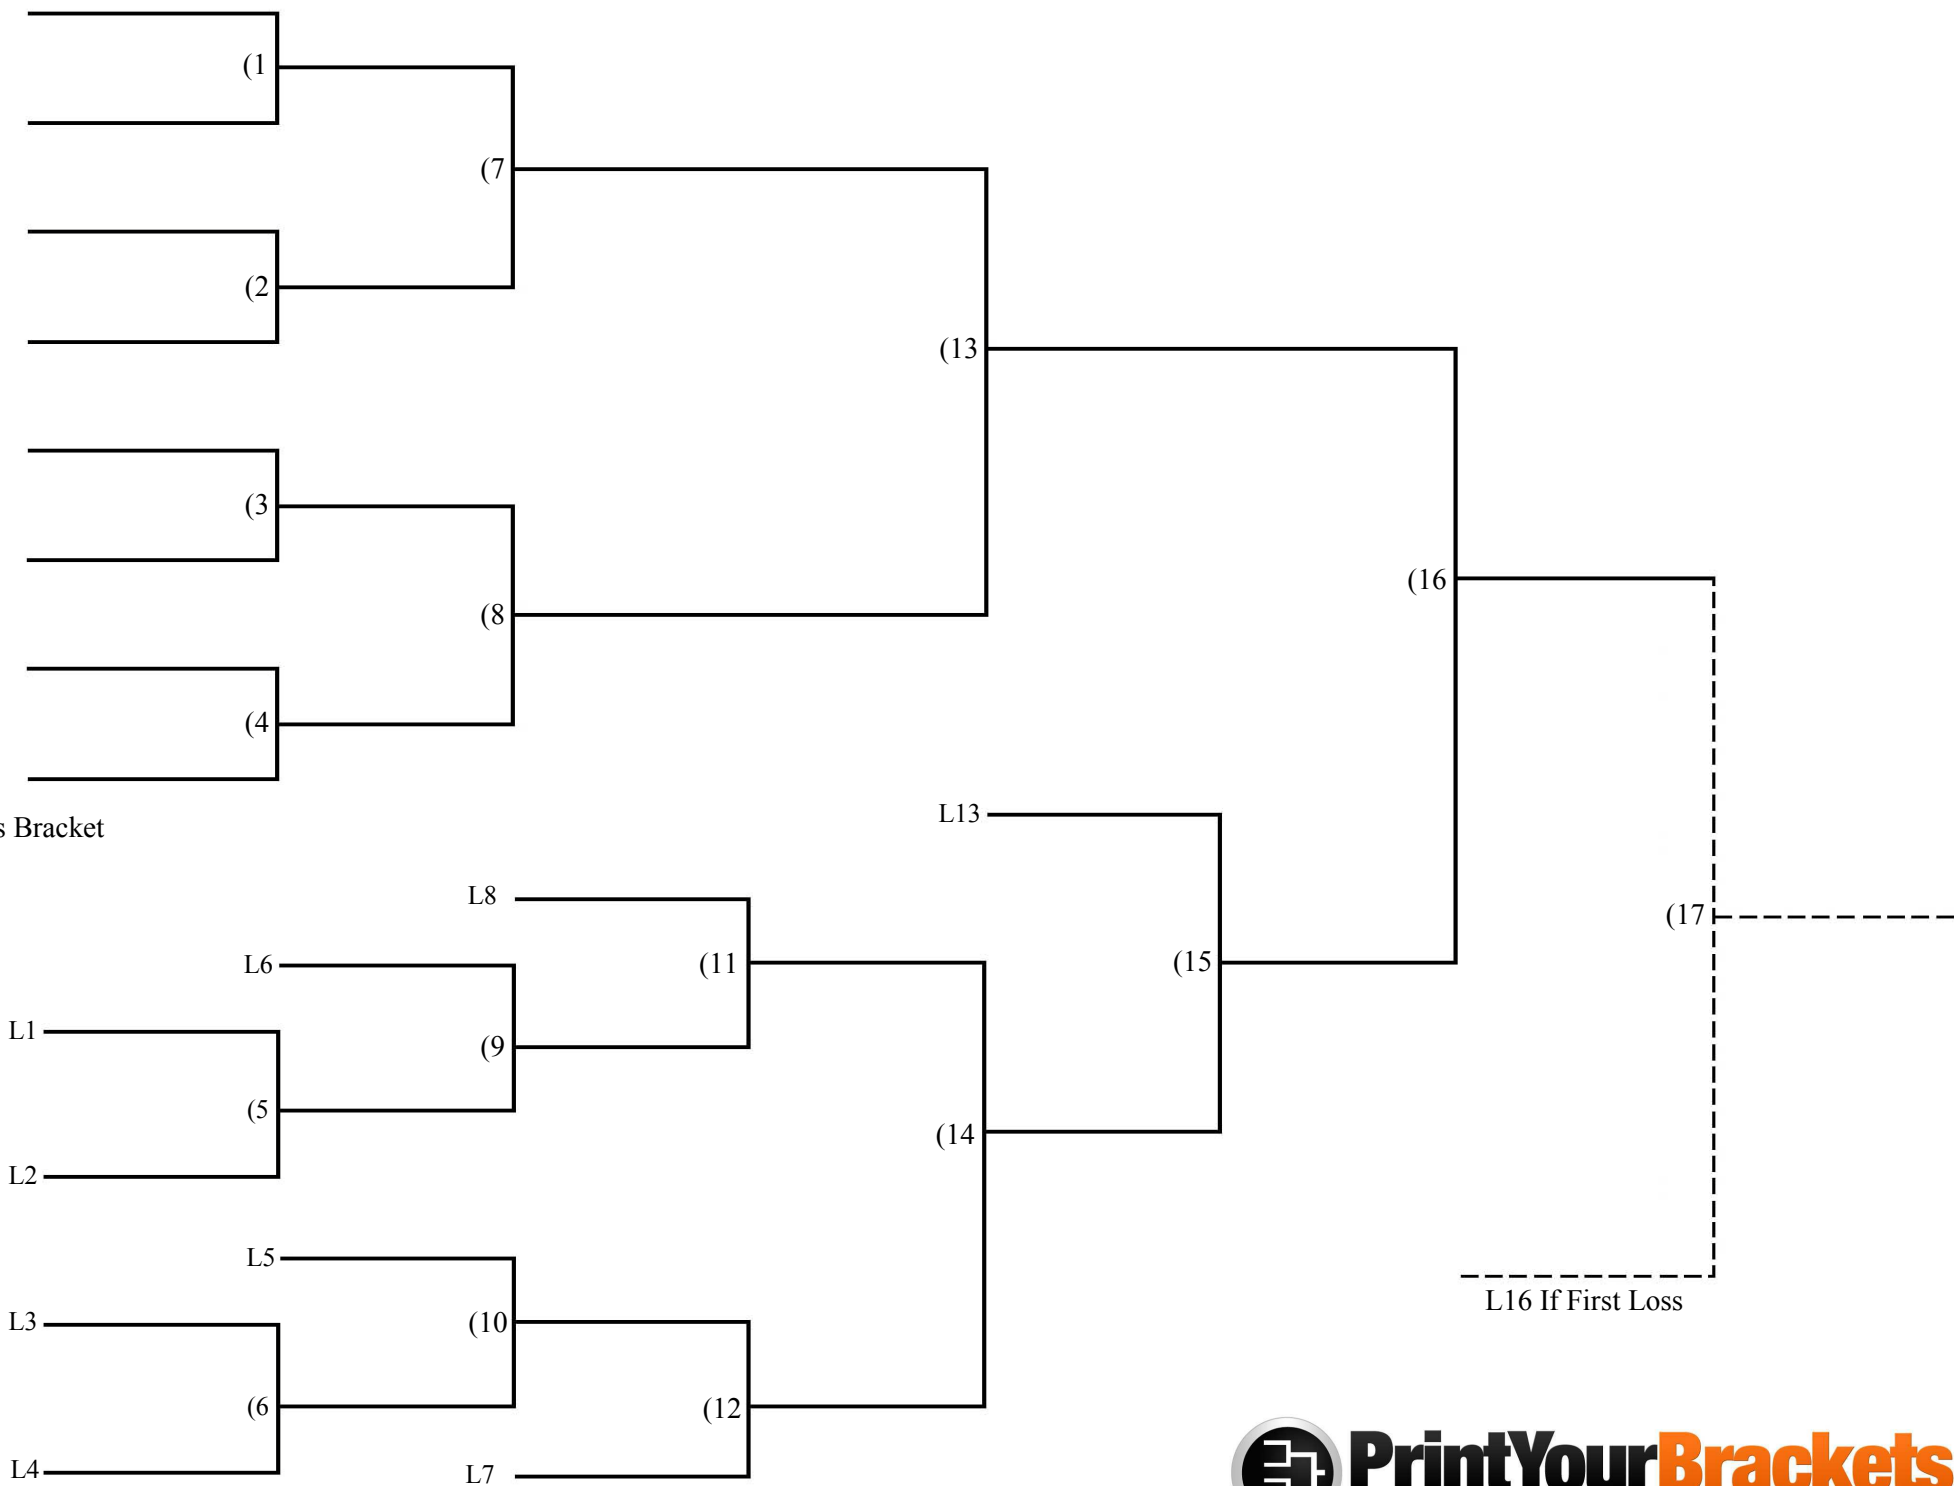 (1
(7
(2
(13
(3
(16
(8
(4
L13
s Bracket
L8
(17
L6
(11
(15
L1
(9
(5
(14
L2
L5
L16 If First Loss
L3
(10
(6
(12
L4
L7
PrintYourBrackets